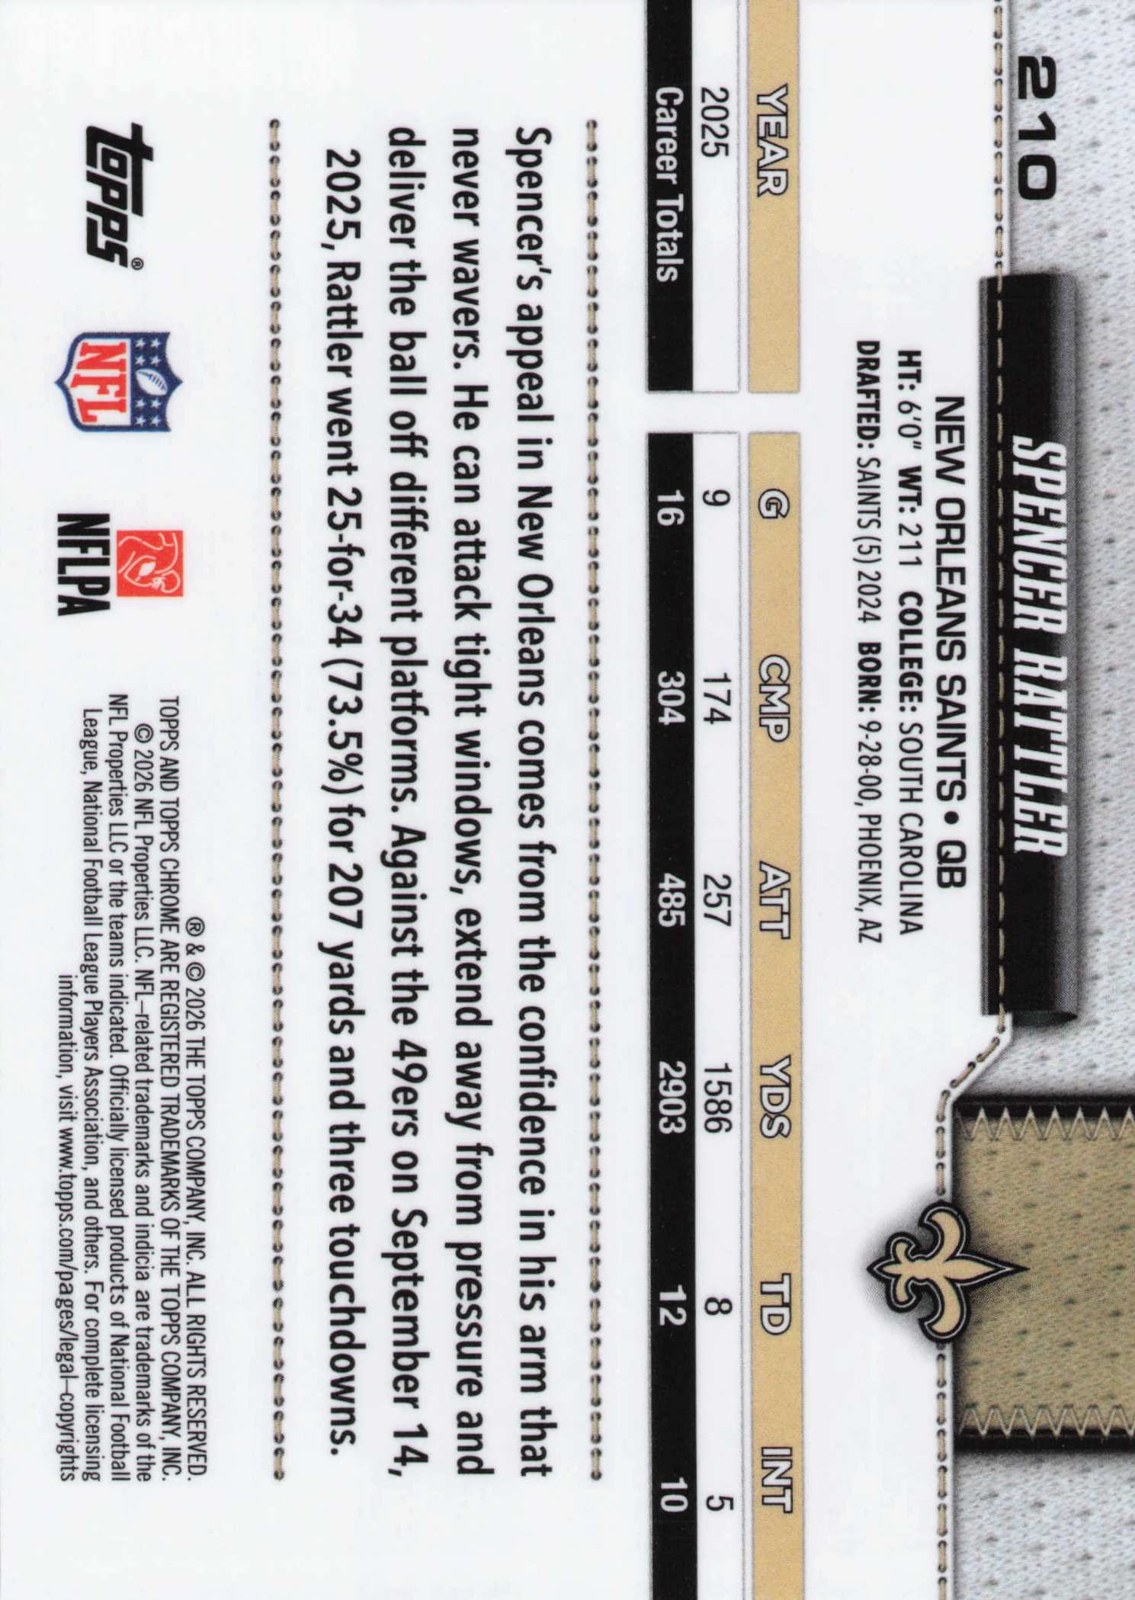 210
SPENCER RATTLER
NEW ORLEANS SAINTS • QB
HT: 6'0" WT: 211 COLLEGE: SOUTH CAROLINA
DRAFTED: SAINTS (5) 2024 BORN: 9-28-00, PHOENIX, AZ
YEAR G CMP ATT YDS TD INT
2025 9 174 257 1586 8 5
Career Totals 16 304 485 2903 12 10
Spencer's appeal in New Orleans comes from the confidence in his arm that
never wavers. He can attack tight windows, extend away from pressure and
deliver the ball off different platforms. Against the 49ers on September 14,
2025, Rattler went 25-for-34 (73.5%) for 207 yards and three touchdowns.
topps®
NFL
NFLPA
® & © 2026 THE TOPPS COMPANY, INC. ALL RIGHTS RESERVED.
TOPPS AND TOPPS CHROME ARE REGISTERED TRADEMARKS OF THE TOPPS COMPANY, INC.
© 2026 NFL Properties LLC. NFL–related trademarks and indicia are trademarks of the
NFL Properties LLC or the teams indicated. Officially licensed products of National Football
League, National Football League Players Association, and others. For complete licensing
information, visit www.topps.com/pages/legal–copyrights